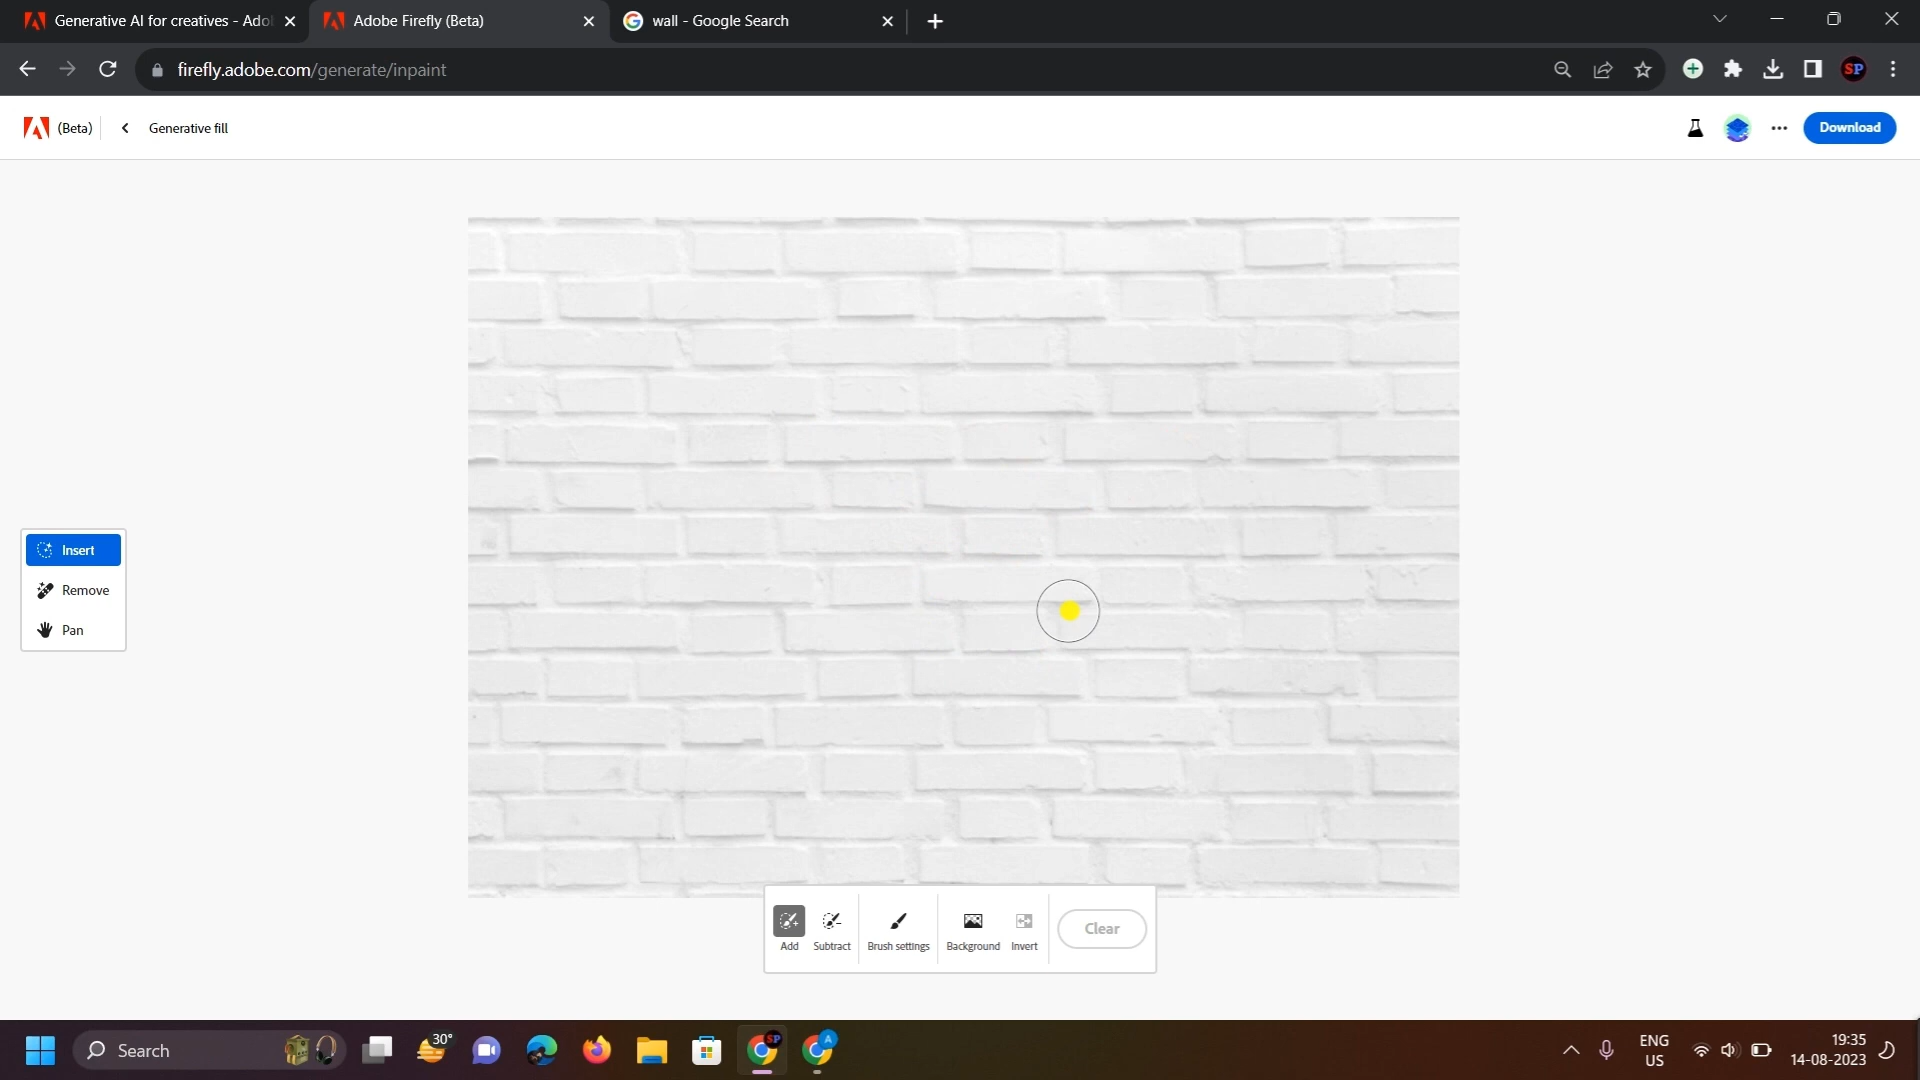 Generative AI for creatives - Ado
Adobe Firefly (Beta)
wall - Google Search
firefly.adobe.com/generate/inpaint
SP
(Beta)
Generative fill
Download
Insert
Remove
Pan
Add
Subtract
Brush settings
Background
Invert
Clear
Search
30°
SP
A
ENG
US
19:35
14-08-2023